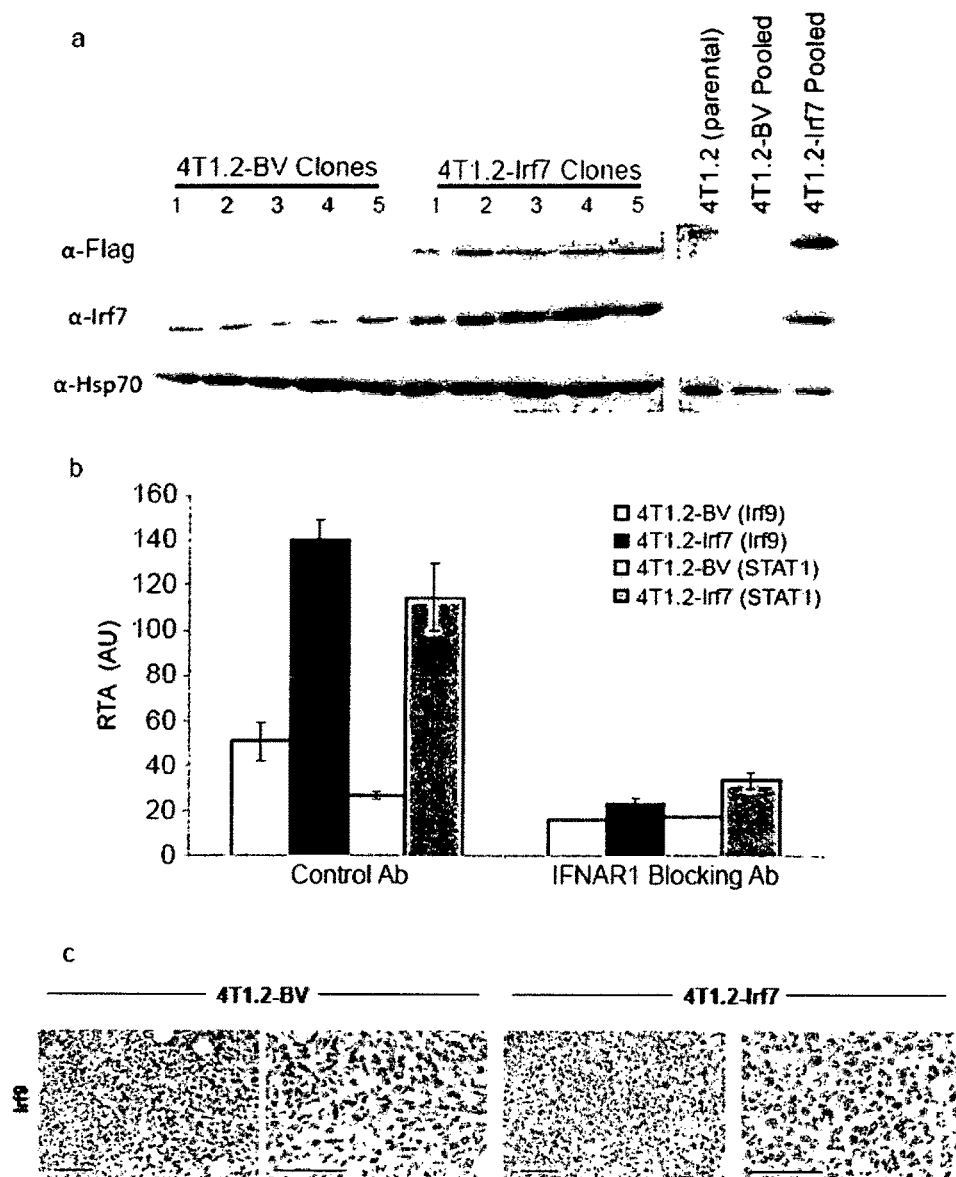 a
4T1.2-BV Clones
4T1.2-Irf7 Clones
4T1.2 (parental)
4T1.2-BV Pooled
4T1.2-Irf7 Pooled
1 2 3 4 5 1 2 3 4 5
α-Flag
α-Irf7
α-Hsp70
b
RTA (AU)
160
140
120
100
80
60
40
20
0
4T1.2-BV (Irf9)
4T1.2-Irf7 (Irf9)
4T1.2-BV (STAT1)
4T1.2-Irf7 (STAT1)
Control Ab
IFNAR1 Blocking Ab
c
4T1.2-BV
4T1.2-Irf7
Irf9